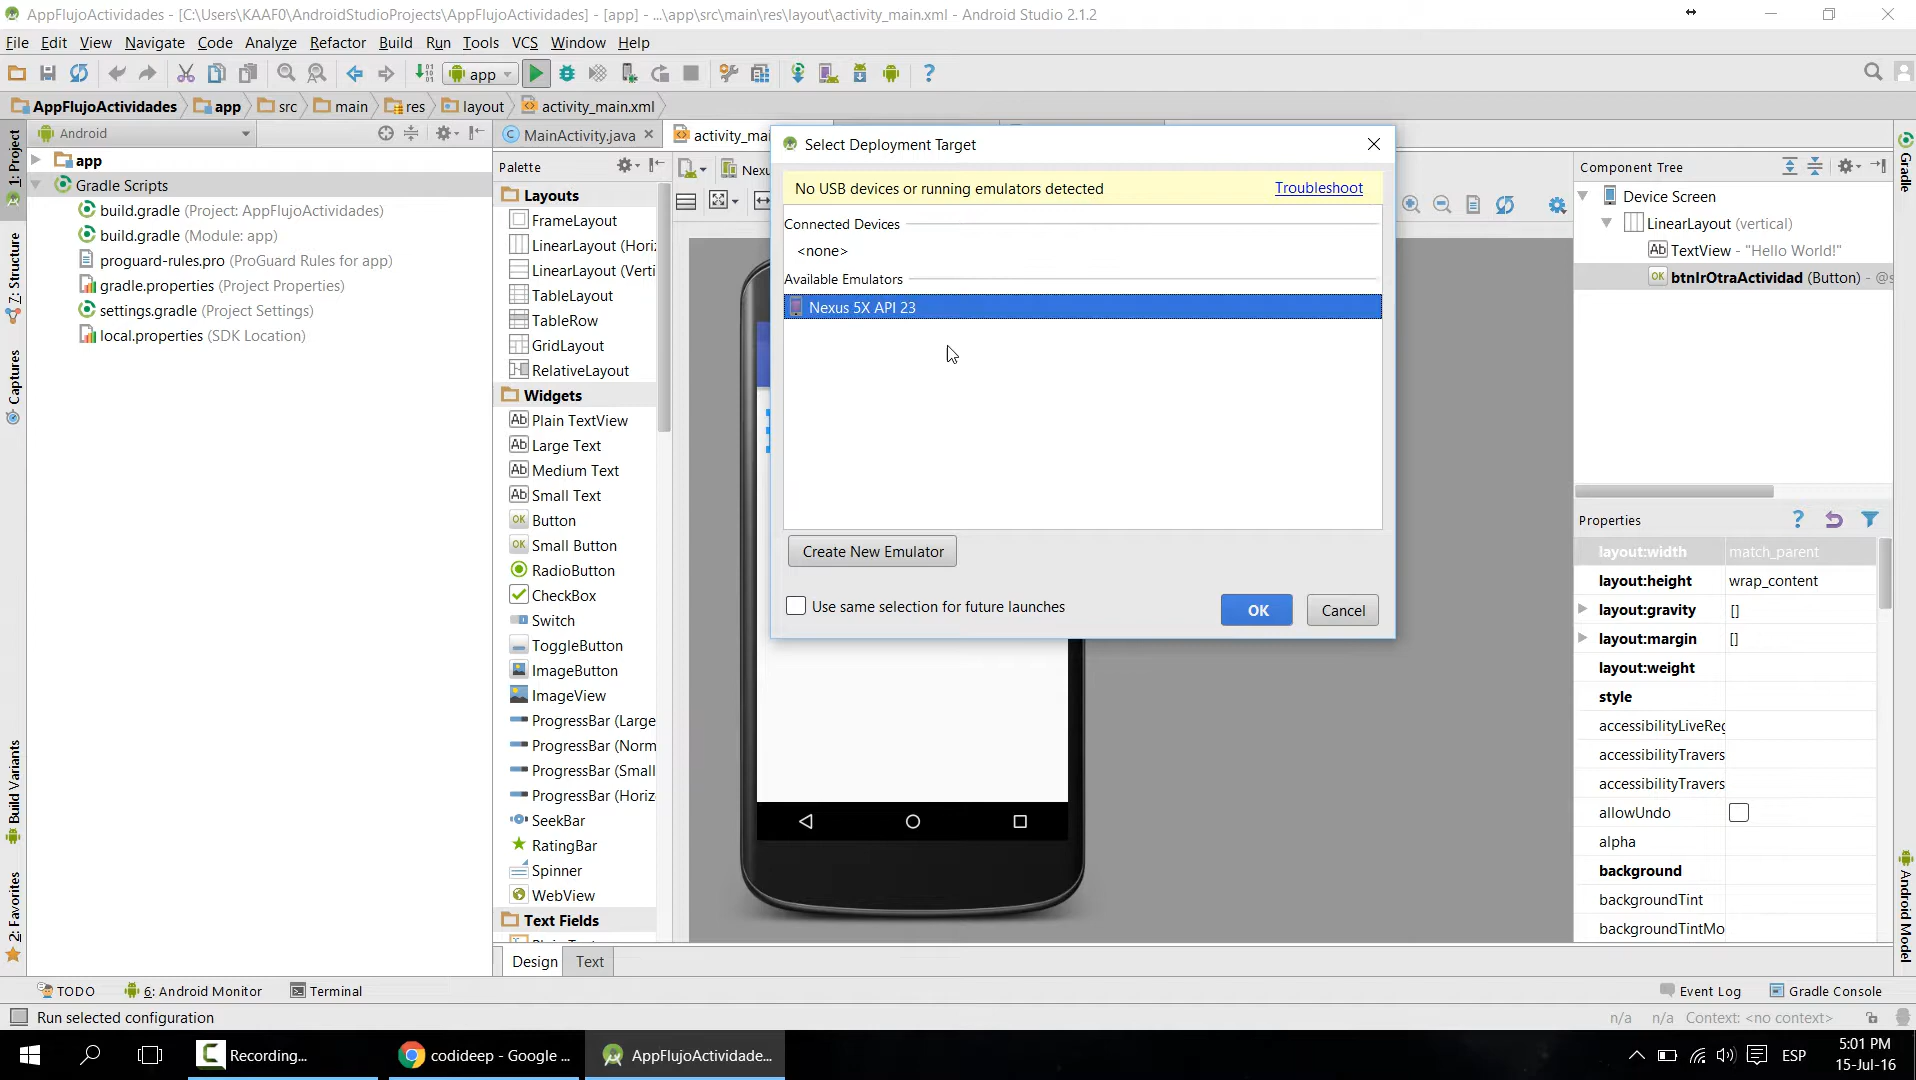 AppFlujoActividades - [C:\Users\KAAF0\AndroidStudioProjects\AppFlujoActividades] - [app] - ...\app\src\main\res\layout\activity_main.xml - Android Studio 2.1.2
File Edit View Navigate Code Analyze Refactor Build Run Tools VCS Window Help
app
AppFlujoActividades app src main res layout activity_main.xml
Android
MainActivity.java
activity_ma
1: Project
7: Structure
Captures
Build Variants
2: Favorites
app
Gradle Scripts
build.gradle (Project: AppFlujoActividades)
build.gradle (Module: app)
proguard-rules.pro (ProGuard Rules for app)
gradle.properties (Project Properties)
settings.gradle (Project Settings)
local.properties (SDK Location)
Palette
Layouts
FrameLayout
LinearLayout (Horiz
LinearLayout (Verti
TableLayout
TableRow
GridLayout
RelativeLayout
Widgets
Plain TextView
Large Text
Medium Text
Small Text
Button
Small Button
RadioButton
CheckBox
Switch
ToggleButton
ImageButton
ImageView
ProgressBar (Large
ProgressBar (Norm
ProgressBar (Small
ProgressBar (Horiz
SeekBar
RatingBar
Spinner
WebView
Text Fields
Nexu
Select Deployment Target
No USB devices or running emulators detected Troubleshoot
Connected Devices
<none>
Available Emulators
Nexus 5X API 23
Create New Emulator
Use same selection for future launches
OK Cancel
Component Tree
Device Screen
LinearLayout (vertical)
Ab TextView - "Hello World!"
OK btnIrOtraActividad (Button) - @s
Properties
layout:width match_parent
layout:height wrap_content
layout:gravity []
layout:margin []
layout:weight
style
accessibilityLiveReg
accessibilityTravers
accessibilityTravers
allowUndo
alpha
background
backgroundTint
backgroundTintMo
Gradle
Android Model
Design Text
TODO 6: Android Monitor Terminal Event Log Gradle Console
Run selected configuration n/a n/a Context: <no context>
Recording... codideep - Google ... AppFlujoActividade... ESP
5:01 PM
15-Jul-16